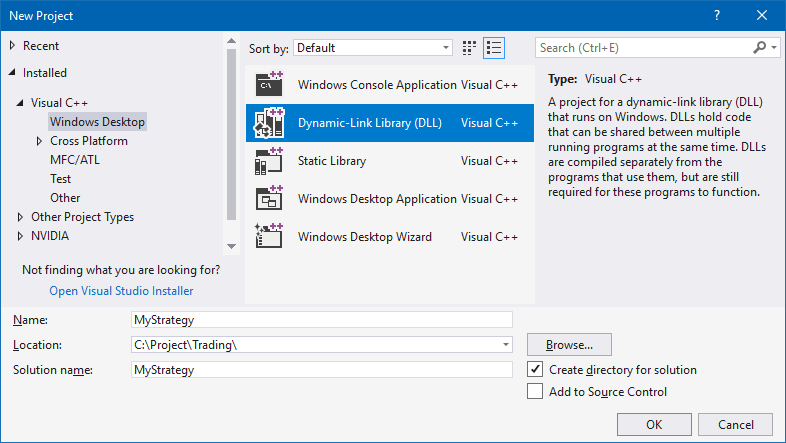 New Project
Recent
Installed
Visual C++
Windows Desktop
Cross Platform
MFC/ATL
Test
Other
Other Project Types
NVIDIA
Not finding what you are looking for?
Open Visual Studio Installer
Sort by: Default
Windows Console Application Visual C++
Dynamic-Link Library (DLL) Visual C++
Static Library Visual C++
Windows Desktop Application Visual C++
Windows Desktop Wizard Visual C++
Search (Ctrl+E)
Type: Visual C++
A project for a dynamic-link library (DLL)
that runs on Windows. DLLs hold code
that can be shared between multiple
running programs at the same time. DLLs
are compiled separately from the
programs that use them, but are still
required for these programs to function.
Name: MyStrategy
Location: C:\Project\Trading\
Browse...
Solution name: MyStrategy
Create directory for solution
Add to Source Control
OK Cancel